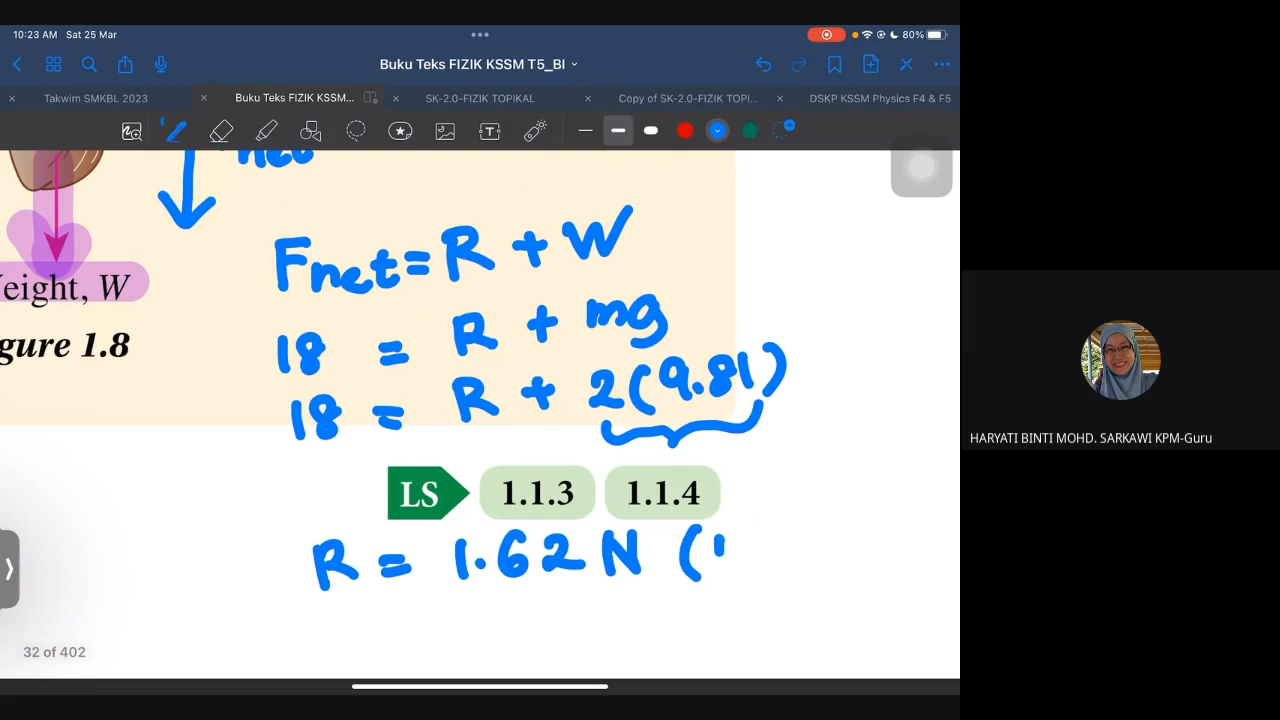 10:23 AM Sat 25 Mar
80%
Buku Teks FIZIK KSSM T5_BI
Takwim SMKBL 2023
Buku Teks FIZIK KSSM...
SK-2.0-FIZIK TOPIKAL
Copy of SK-2.0-FIZIK TOPI...
DSKP KSSM Physics F4 & F5
net
Fnet = R + W
eight, W
18 = R + mg
gure 1.8
18 = R + 2(9.81)
LS 1.1.3 1.1.4
R = 1.62 N (
32 of 402
HARYATI BINTI MOHD. SARKAWI KPM-Guru